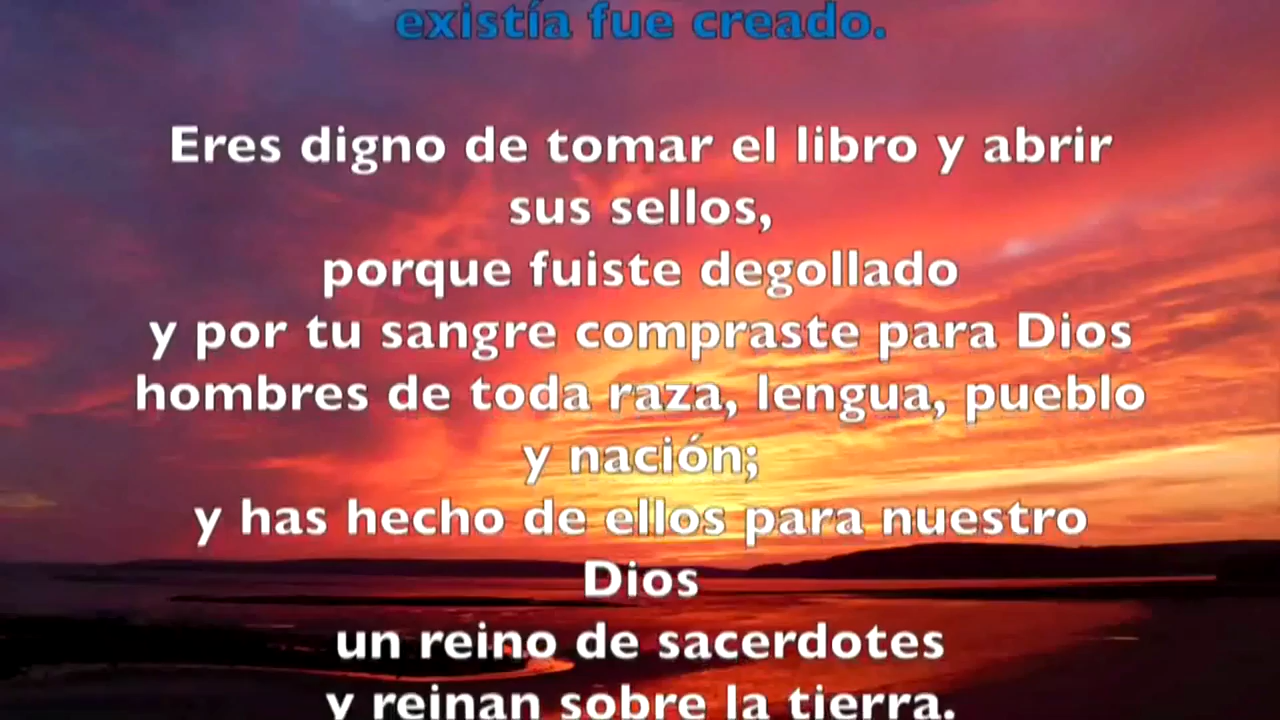 existía fue creado.
Eres digno de tomar el libro y abrir
sus sellos,
porque fuiste degollado
y por tu sangre compraste para Dios
hombres de toda raza, lengua, pueblo
y nación;
y has hecho de ellos para nuestro
Dios
un reino de sacerdotes
y reinan sobre la tierra.